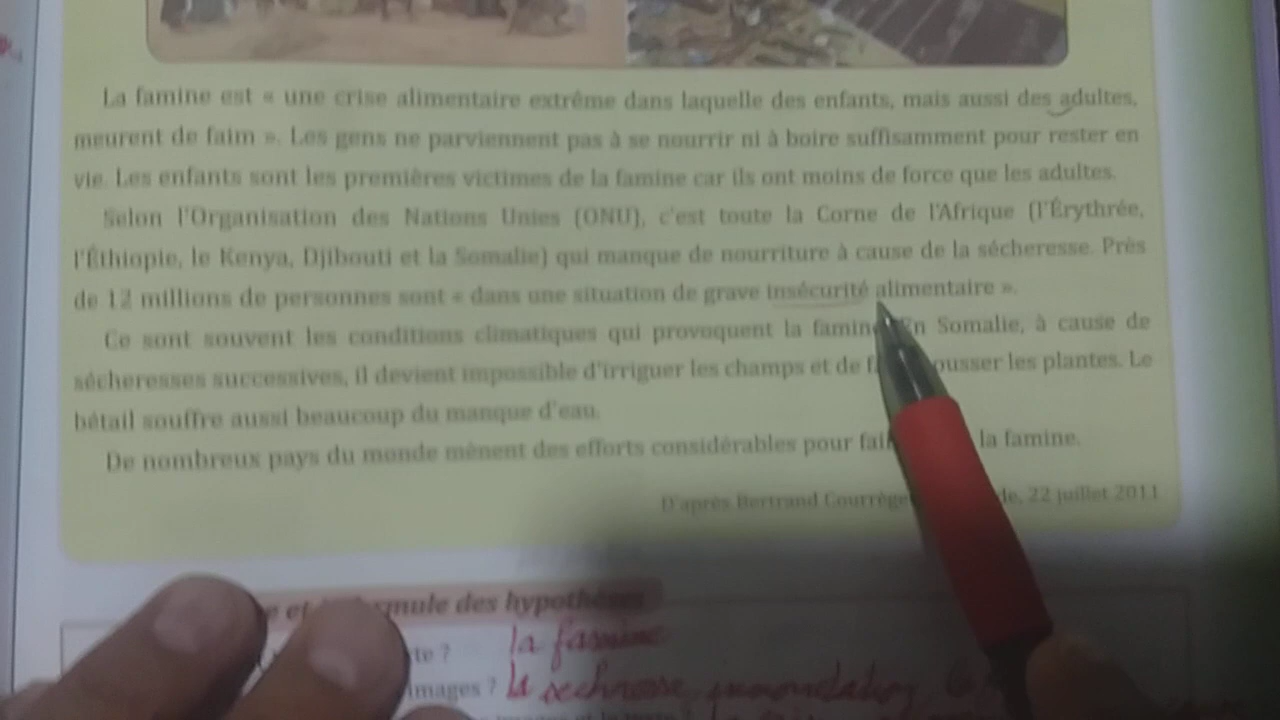 La famine est « une crise alimentaire extrême dans laquelle des enfants, mais aussi des adultes,
meurent de faim ». Les gens ne parviennent pas à se nourrir ni à boire suffisamment pour rester en
vie. Les enfants sont les premières victimes de la famine car ils ont moins de force que les adultes.
Selon l'Organisation des Nations Unies (ONU), c'est toute la Corne de l'Afrique (l'Érythrée,
l'Éthiopie, le Kenya, Djibouti et la Somalie) qui manque de nourriture à cause de la sécheresse. Près
de 12 millions de personnes sont « dans une situation de grave insécurité alimentaire ».
Ce sont souvent les conditions climatiques qui provoquent la famine En Somalie, à cause de
sécheresses successives, il devient impossible d'irriguer les champs et de ousser les plantes. Le
bétail souffre aussi beaucoup du manque d'eau.
De nombreux pays du monde mènent des efforts considérables pour fai la famine.
D'après Bertrand Courrège de, 22 juillet 2011
e et mule des hypothèses
te ? la famine
images ? la